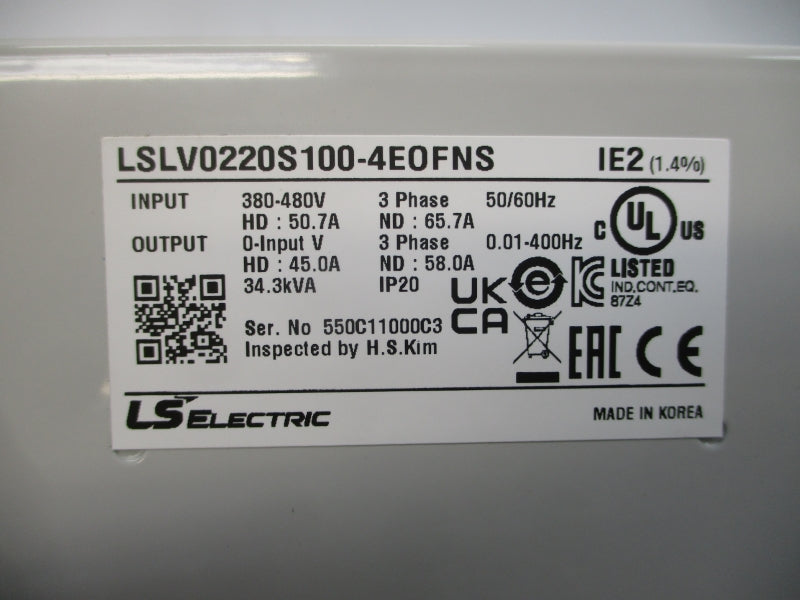 LSLV0220S100-4EOFNS IE2 (1.4%)
INPUT 380-480V 3 Phase 50/60Hz
HD : 50.7A ND : 65.7A
OUTPUT 0-Input V 3 Phase 0.01-400Hz
HD : 45.0A ND : 58.0A
34.3kVA IP20
C UL US
LISTED
IND.CONT.EQ.
87Z4
UK
CA
Ser. No 550C11000C3
Inspected by H.S.Kim
EAC CE
LS ELECTRIC MADE IN KOREA